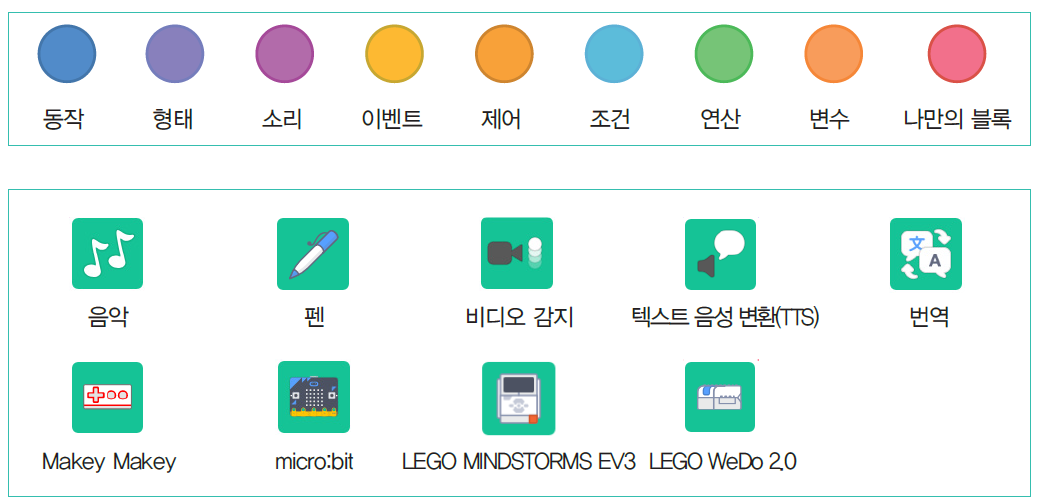 동작 형태 소리 이벤트 제어 조건 연산 변수 나만의 블록
文 A
음악 펜 비디오 감지 텍스트 음성 변환(TTS) 번역
Makey Makey micro:bit LEGO MINDSTORMS EV3 LEGO WeDo 2.0